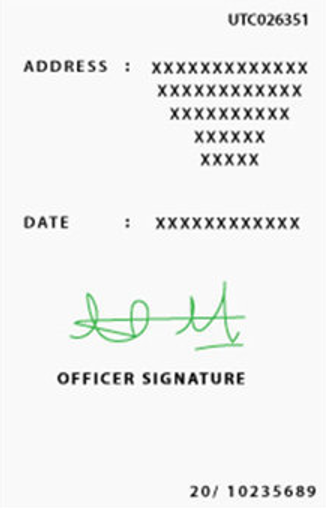 UTC026351
ADDRESS : XXXXXXXXXXXXX
XXXXXXXXXXXX
XXXXXXXXXX
XXXXXX
XXXXX
DATE : XXXXXXXXXXXX
OFFICER SIGNATURE
20/ 10235689